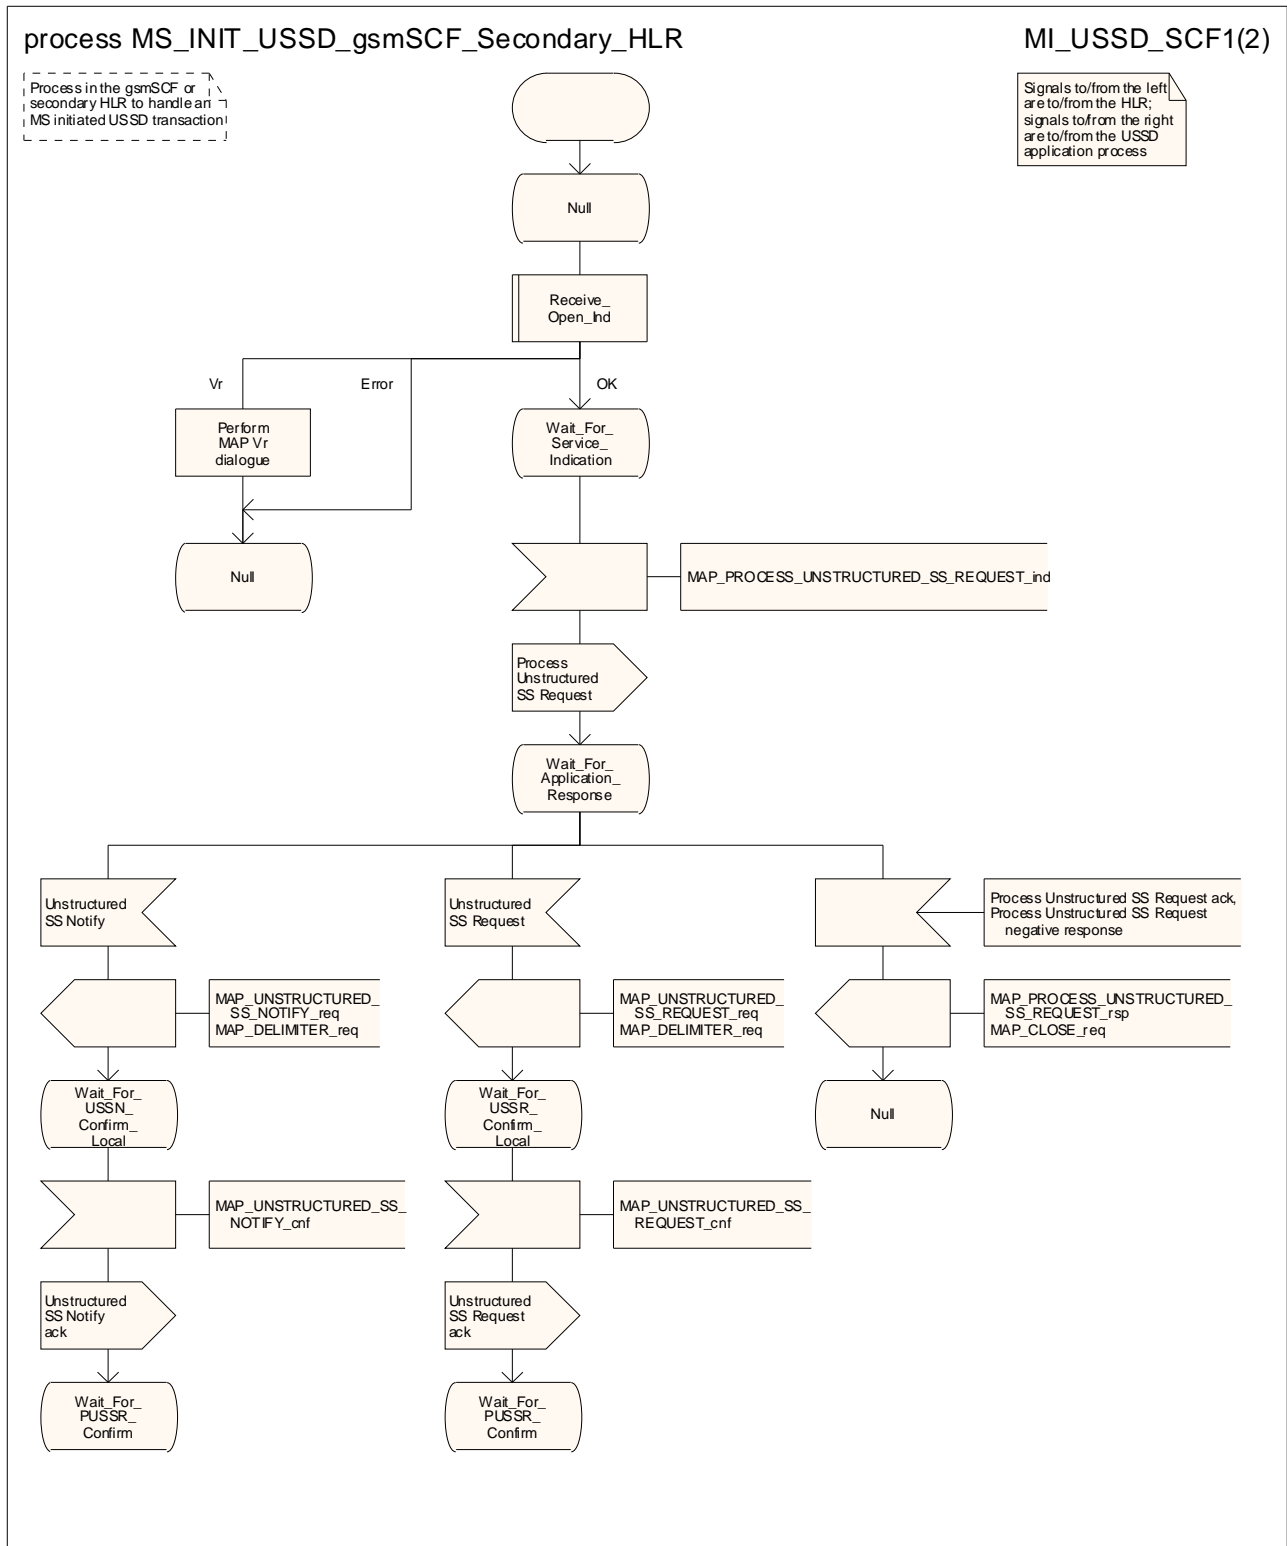 process MS_INIT_USSD_gsmSCF_Secondary_HLR
MI_USSD_SCF1(2)
Process in the gsmSCF or
secondary HLR to handle an
MS initiated USSD transaction
Signals to/from the left
are to/from the HLR;
signals to/from the right
are to/from the USSD
application process
Null
Receive_
Open_Ind
Vr
Error
OK
Perform
MAP Vr
dialogue
Wait_For_
Service_
Indication
Null
MAP_PROCESS_UNSTRUCTURED_SS_REQUEST_ind
Process
Unstructured
SS Request
Wait_For_
Application_
Response
Unstructured
SS Notify
Unstructured
SS Request
Process Unstructured SS Request ack,
Process Unstructured SS Request
negative response
MAP_UNSTRUCTURED_
SS_NOTIFY_req
MAP_DELIMITER_req
MAP_UNSTRUCTURED_
SS_REQUEST_req
MAP_DELIMITER_req
MAP_PROCESS_UNSTRUCTURED_
SS_REQUEST_rsp
MAP_CLOSE_req
Wait_For_
USSN_
Confirm_
Local
Wait_For_
USSR_
Confirm_
Local
Null
MAP_UNSTRUCTURED_SS_
NOTIFY_cnf
MAP_UNSTRUCTURED_SS_
REQUEST_cnf
Unstructured
SS Notify
ack
Unstructured
SS Request
ack
Wait_For_
PUSSR_
Confirm
Wait_For_
PUSSR_
Confirm